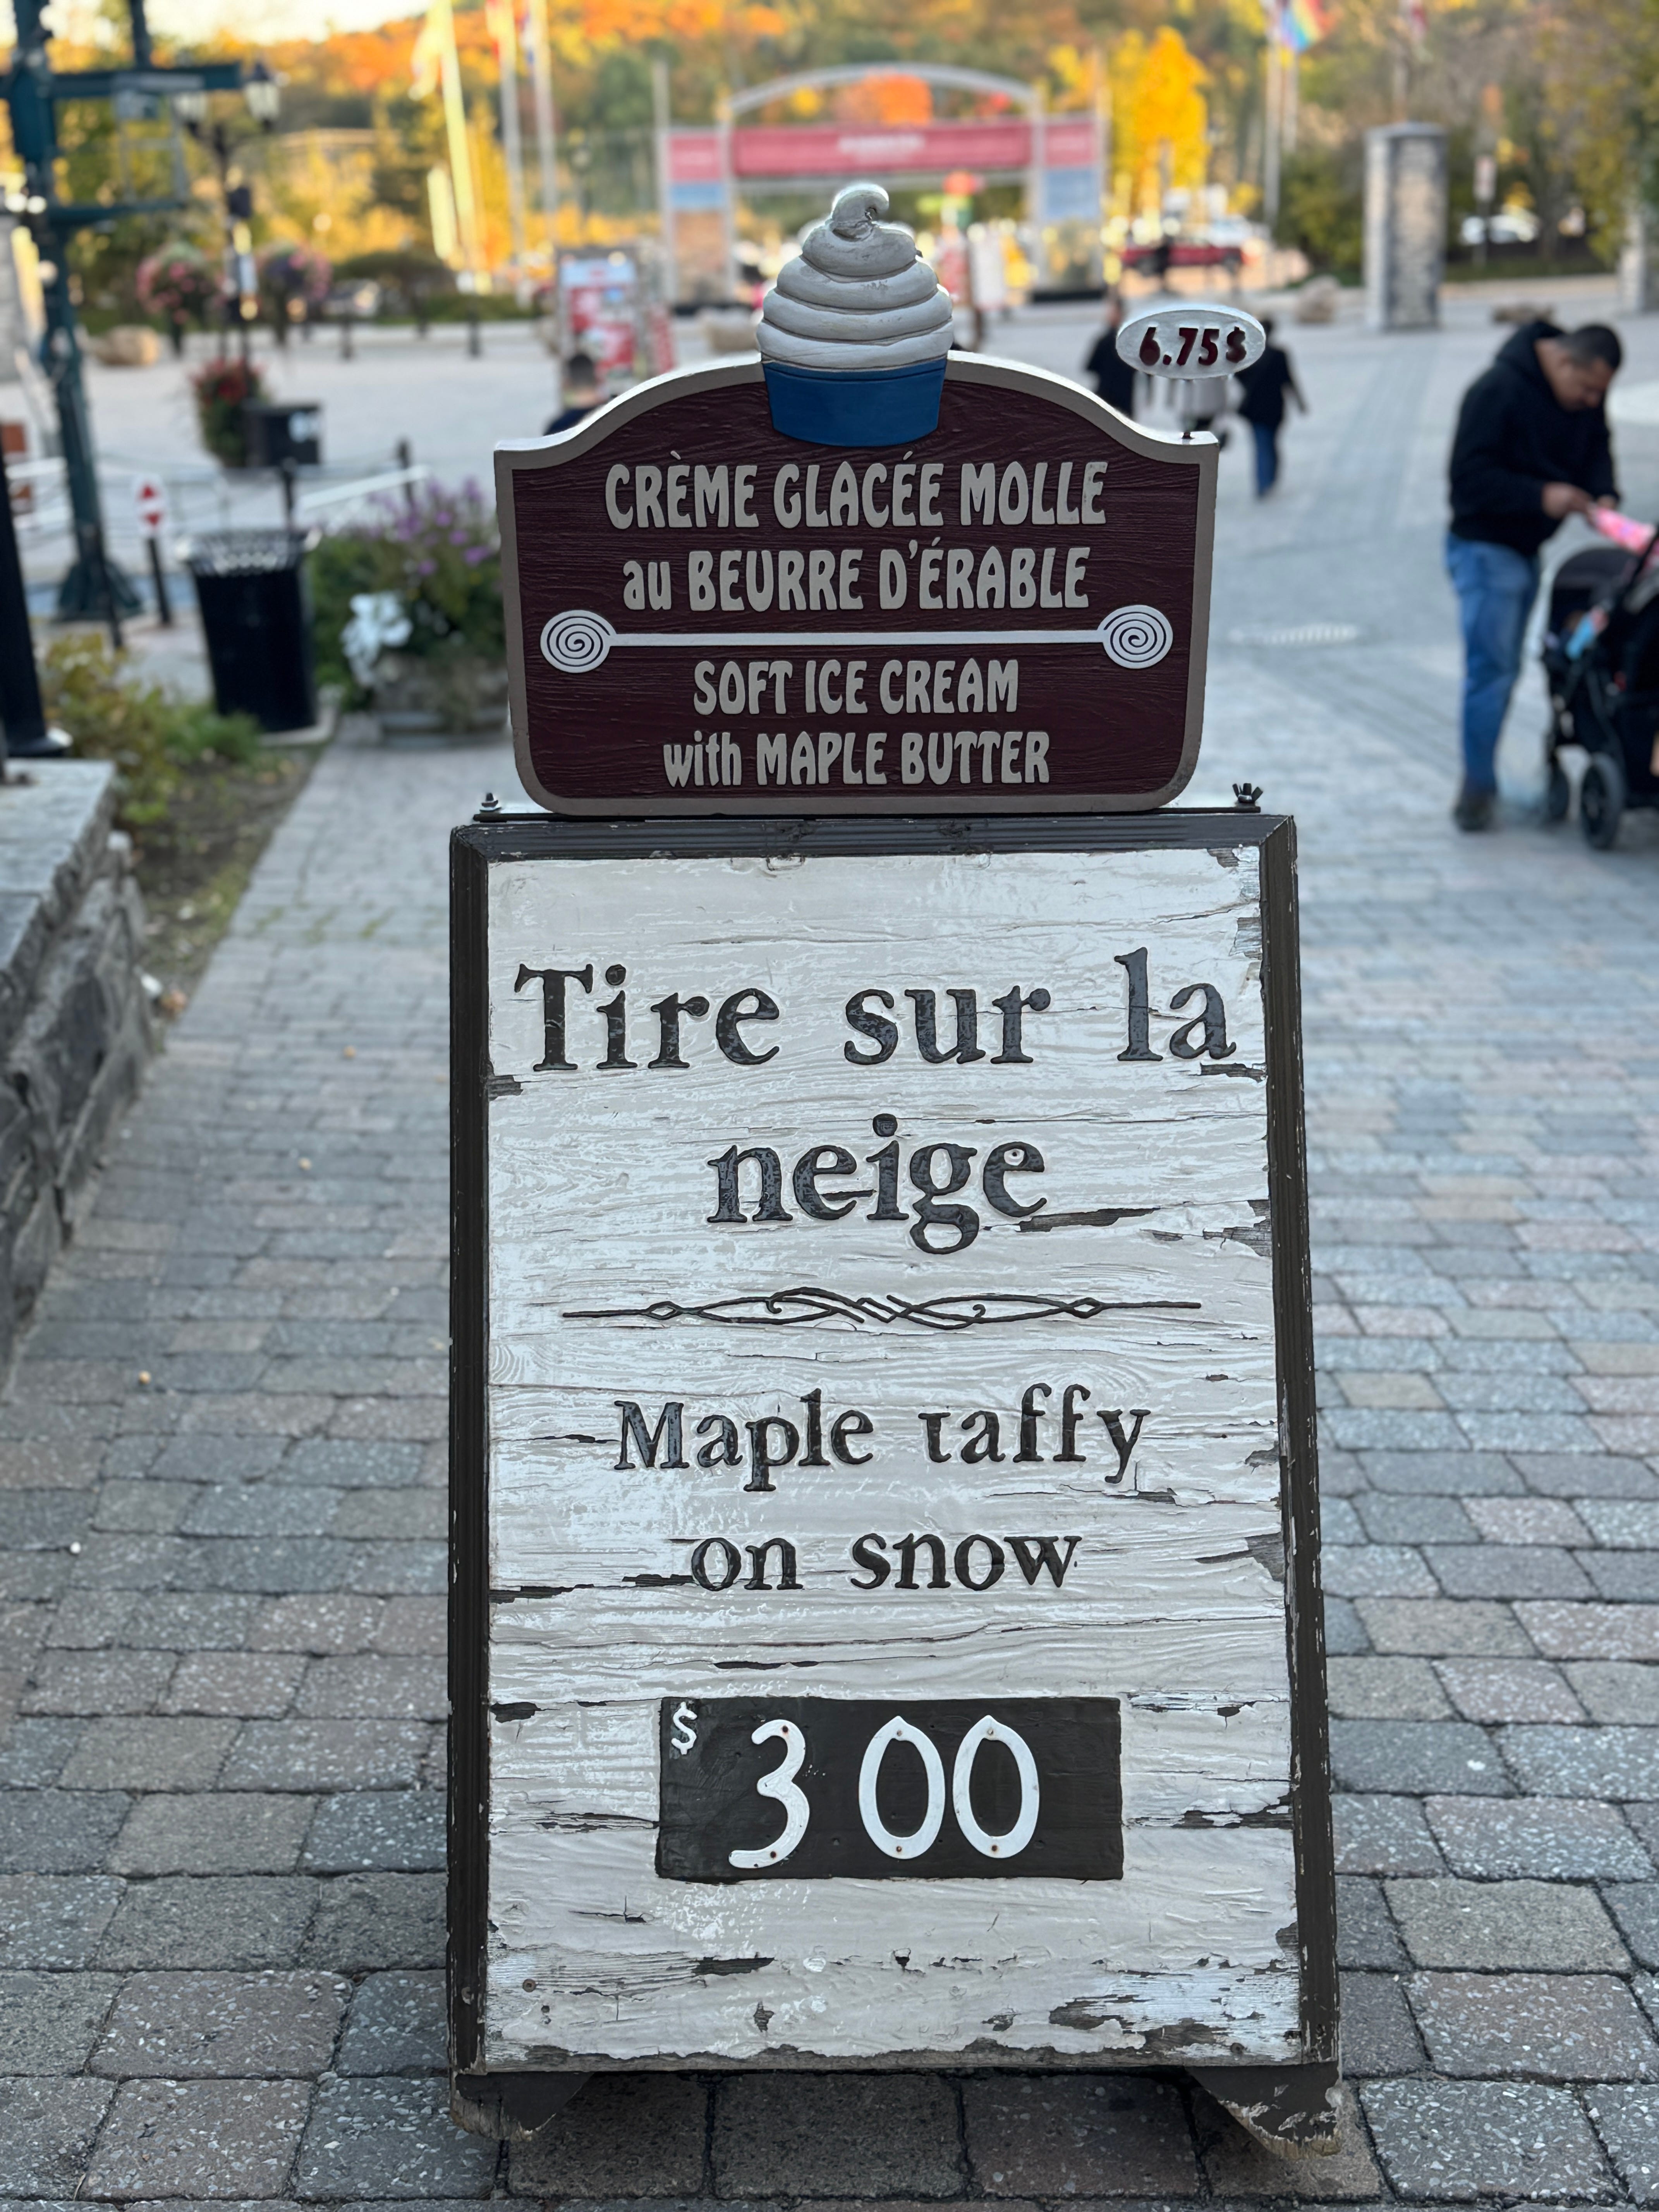 6.75$
CRÈME GLACÉE MOLLE
au BEURRE D'ÉRABLE
SOFT ICE CREAM
with MAPLE BUTTER
Tire sur la
neige
Maple taffy
on snow
$ 3 00